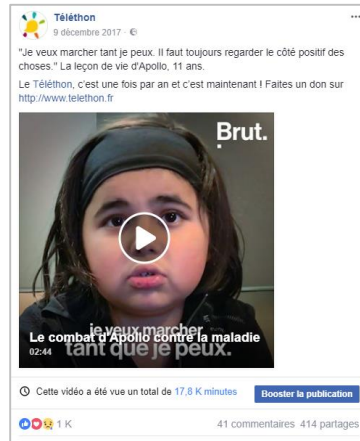 Téléthon
9 décembre 2017 ·
"Je veux marcher tant je peux. Il faut toujours regarder le côté positif des
choses." La leçon de vie d'Apollo, 11 ans.
Le Téléthon, c'est une fois par an et c'est maintenant ! Faites un don sur
http://www.telethon.fr
Brut.
je veux marcher
Le combat d'Apollo contre la maladie
02:44
tant que je peux.
Cette vidéo a été vue un total de 17,8 K minutes
Booster la publication
1 K
41 commentaires 414 partages